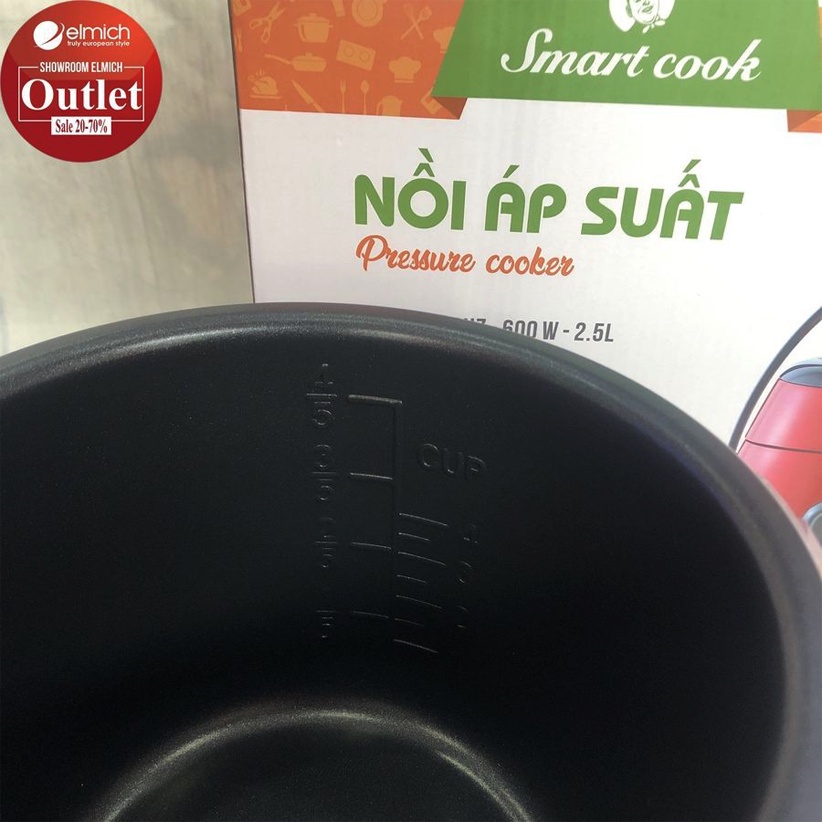 elmich
truly european style
SHOWROOM ELMICH
Outlet
Sale 20-70%
Smart cook
NỒI ÁP SUẤT
Pressure cooker
600 W - 2.5L
CUP